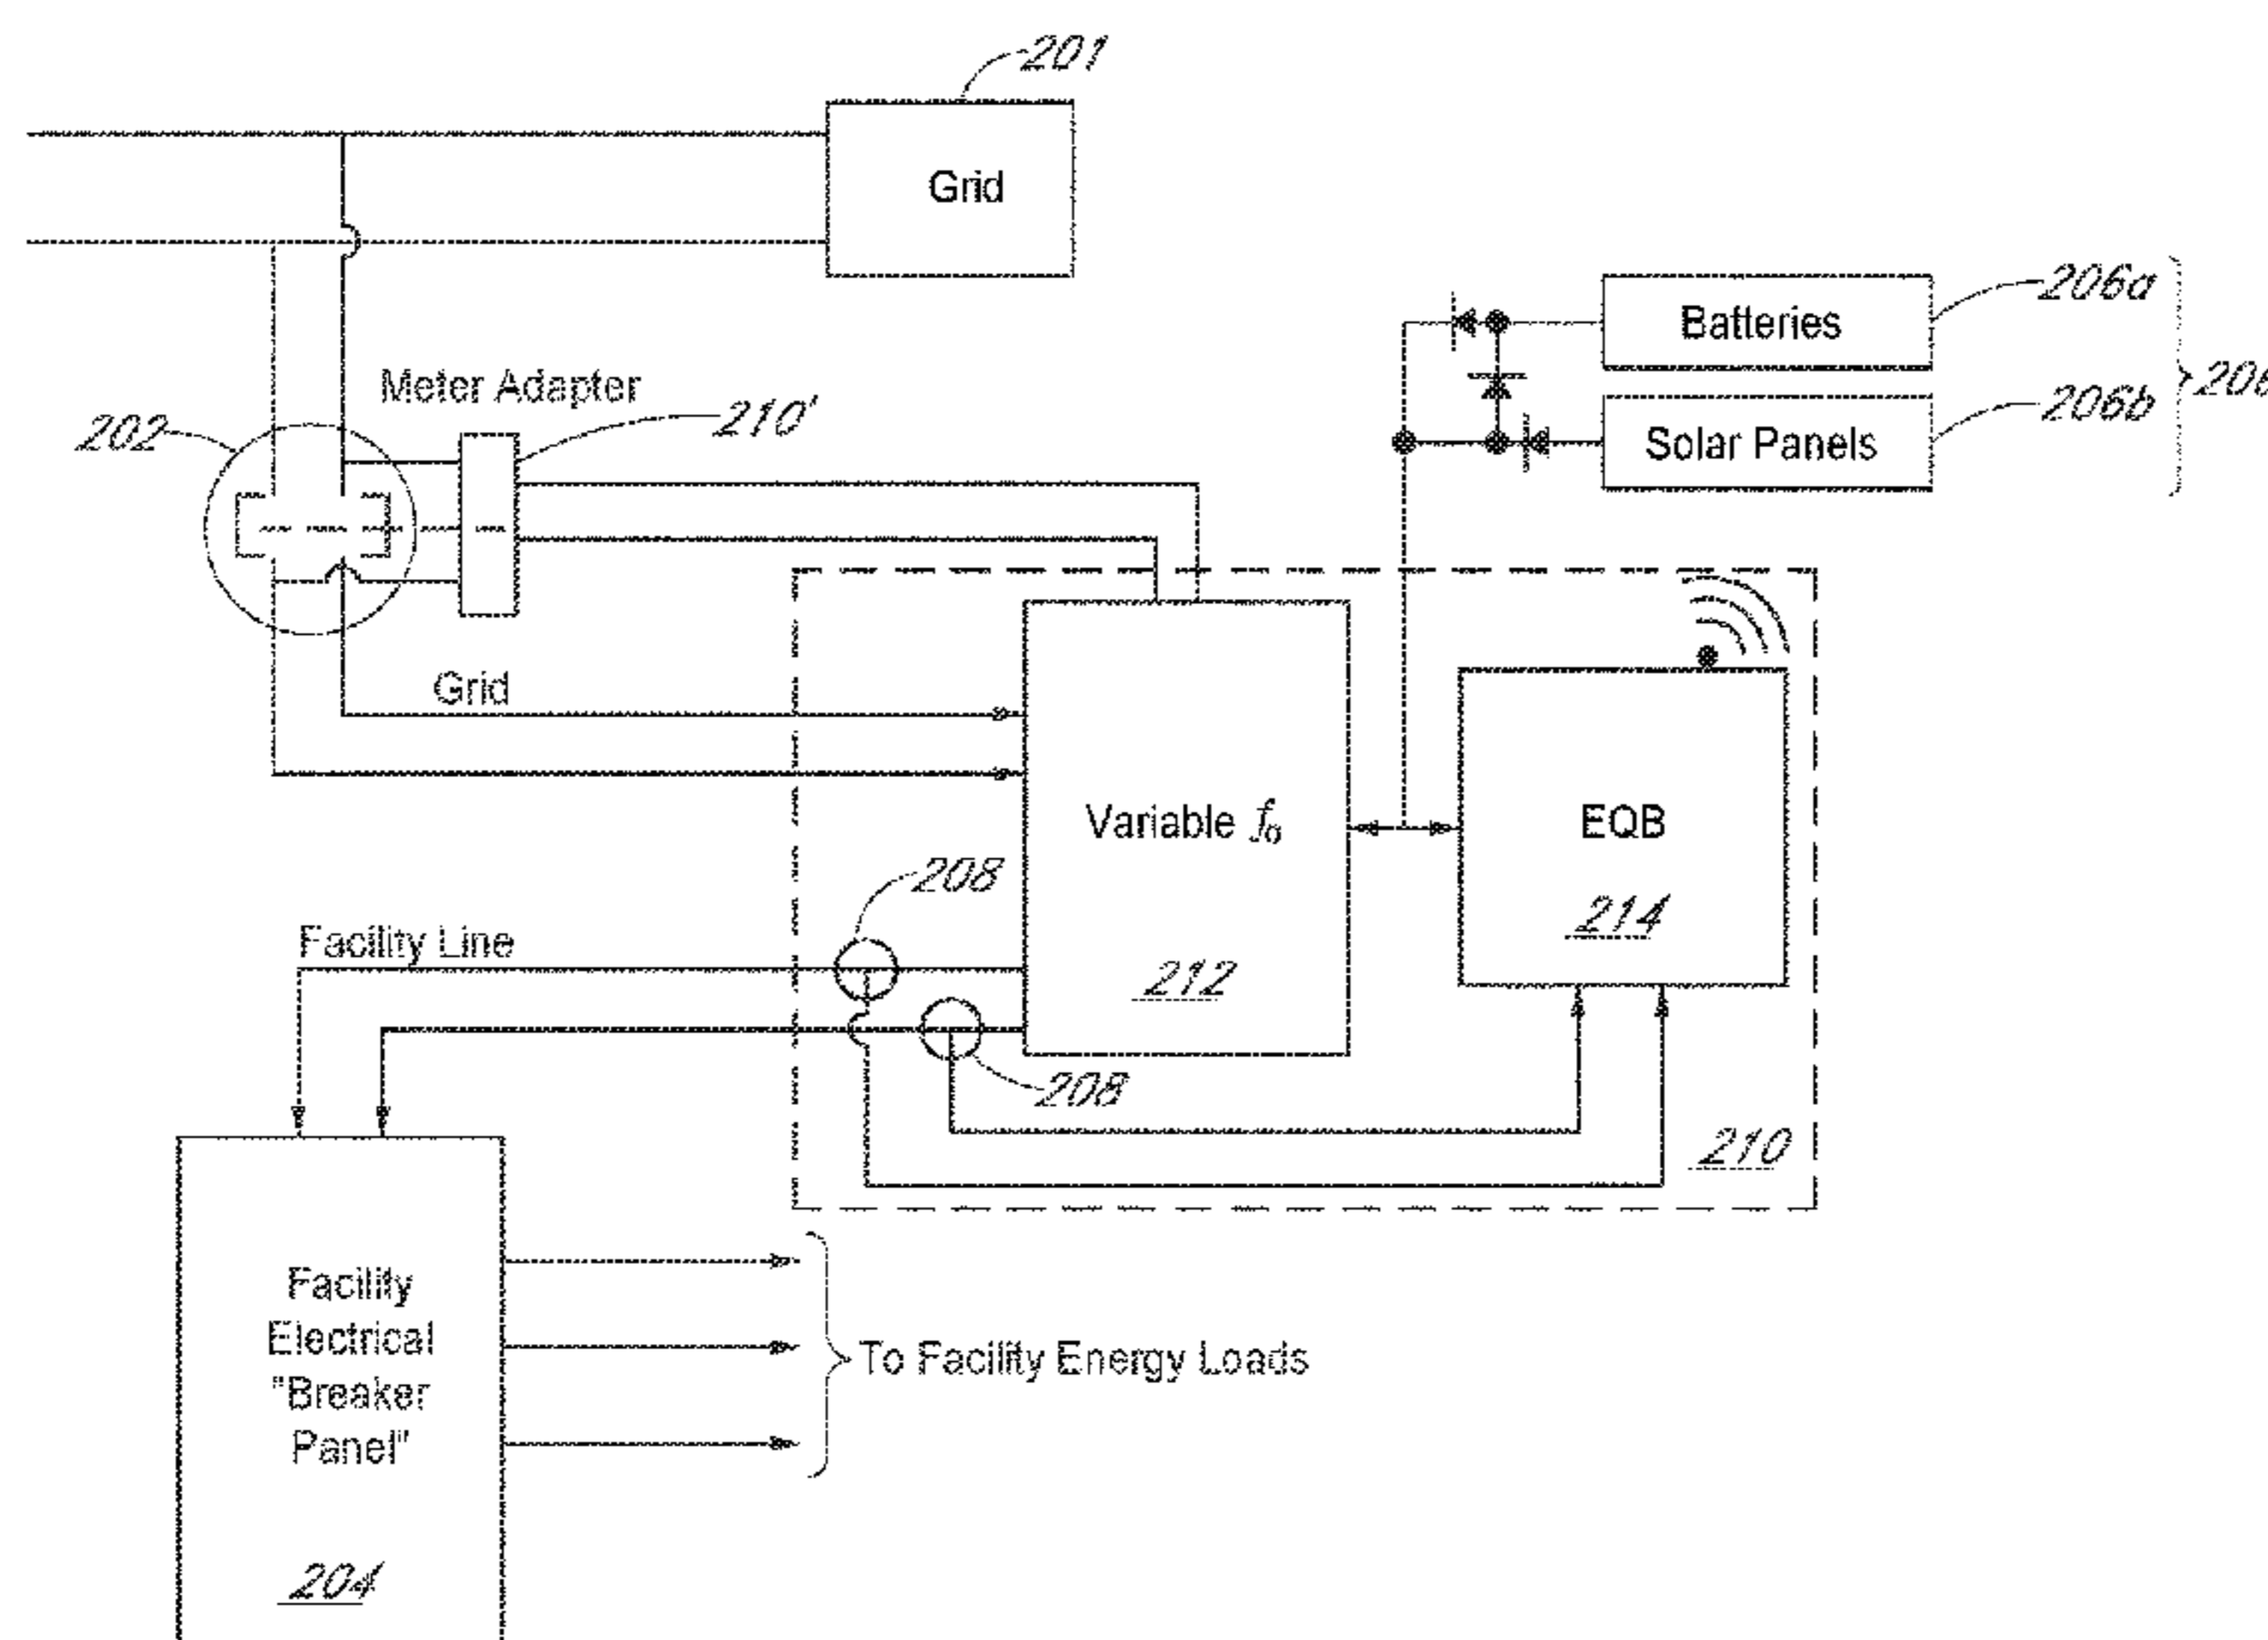 201
Grid
Batteries
206a
206
Solar Panels
206b
Meter Adapter
210'
202
Grid
Variable f₀
212
EQB
214
208
Facility Line
208
210
Facility
Electrical
"Breaker
Panel"
204
To Facility Energy Loads